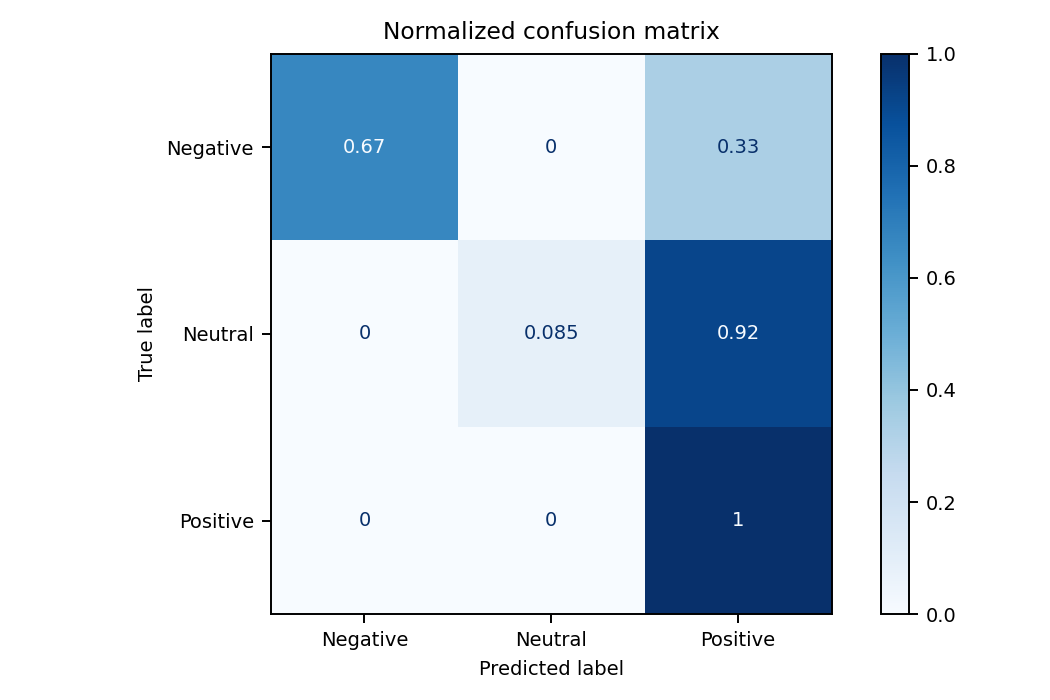 Normalized confusion matrix
1.0
Negative
0.67
0
0.33
0.8
0.6
True label
Neutral
0
0.085
0.92
0.4
Positive
0
0
1
0.2
0.0
Negative
Neutral
Positive
Predicted label